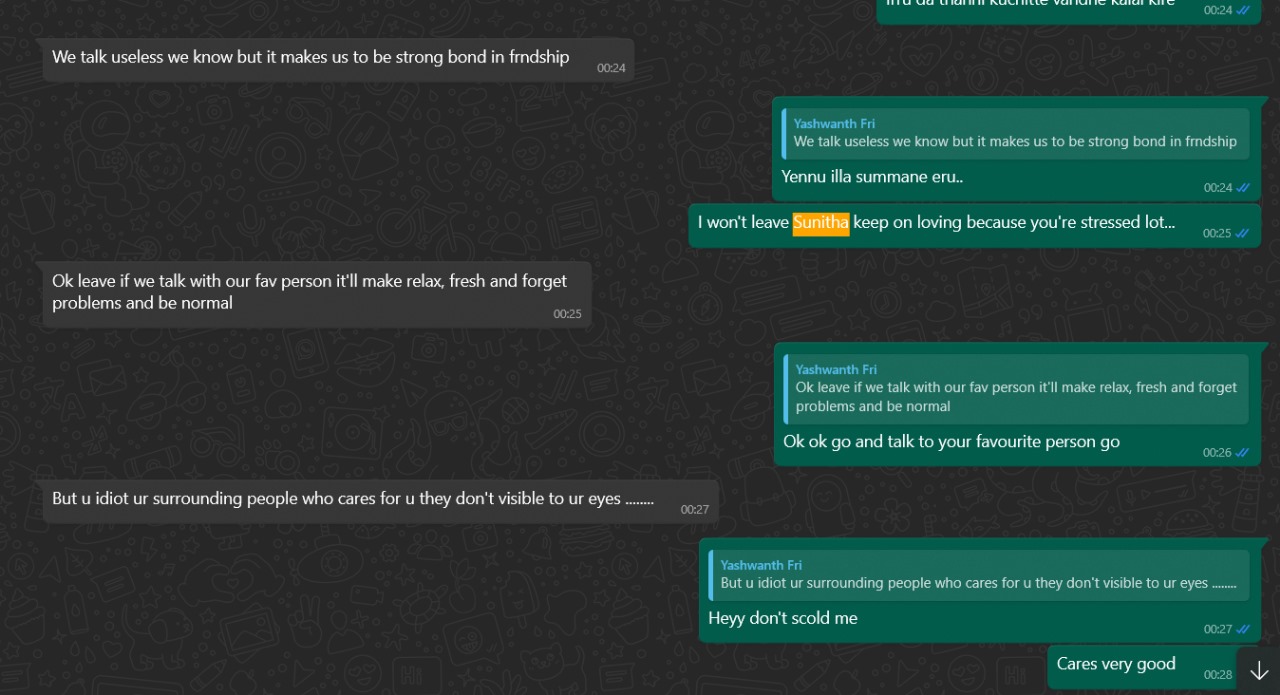 00:24
We talk useless we know but it makes us to be strong bond in frndship
00:24
Yashwanth Fri
We talk useless we know but it makes us to be strong bond in frndship
Yennu illa summane eru..
00:24
I won't leave Sunitha keep on loving because you're stressed lot...
00:25
Ok leave if we talk with our fav person it'll make relax, fresh and forget
problems and be normal
00:25
Yashwanth Fri
Ok leave if we talk with our fav person it'll make relax, fresh and forget
problems and be normal
Ok ok go and talk to your favourite person go
00:26
But u idiot ur surrounding people who cares for u they don't visible to ur eyes ........
00:27
Yashwanth Fri
But u idiot ur surrounding people who cares for u they don't visible to ur eyes ........
Heyy don't scold me
00:27
Cares very good
00:28